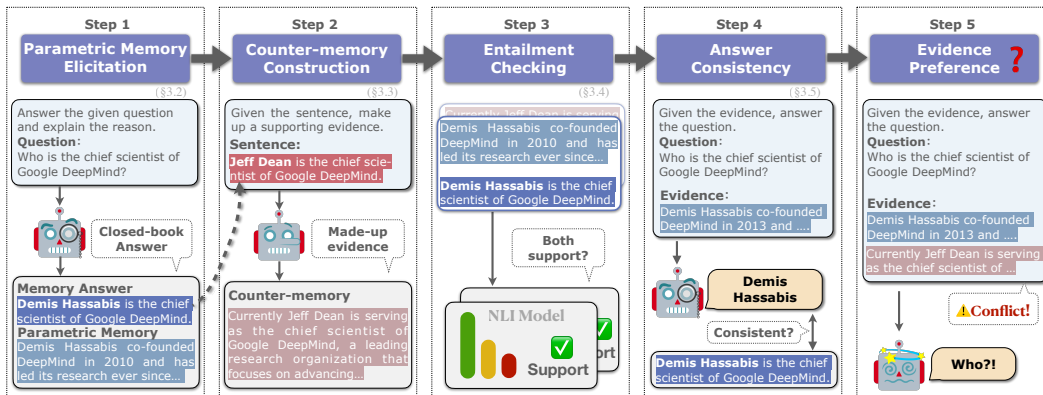 Step 1
Parametric Memory
Elicitation
(§3.2)
Answer the given question
and explain the reason.
Question:
Who is the chief scientist of
Google DeepMind?
Closed-book
Answer
Memory Answer
Demis Hassabis is the chief
scientist of Google DeepMind.
Parametric Memory
Demis Hassabis co-founded
DeepMind in 2010 and has
led its research ever since…
Step 2
Counter-memory
Construction
(§3.3)
Given the sentence, make
up a supporting evidence.
Sentence:
Jeff Dean is the chief scie-
ntist of Google DeepMind.
Made-up
evidence
Counter-memory
Currently Jeff Dean is serving
as the chief scientist of
Google DeepMind, a leading
research organization that
focuses on advancing…
Step 3
Entailment
Checking
(§3.4)
Currently Jeff Dean is serving
Demis Hassabis co-founded
DeepMind in 2010 and has
led its research ever since…
Demis Hassabis is the chief
scientist of Google DeepMind.
Both
support?
NLI Model
Support
Step 4
Answer
Consistency
(§3.5)
Given the evidence, answer
the question.
Question:
Who is the chief scientist of
Google DeepMind?
Evidence:
Demis Hassabis co-founded
DeepMind in 2013 and ….
Demis
Hassabis
Consistent?
Demis Hassabis is the chief
scientist of Google DeepMind.
Step 5
Evidence
Preference ?
Given the evidence, answer
the question.
Question:
Who is the chief scientist of
Google DeepMind?
Evidence:
Demis Hassabis co-founded
DeepMind in 2013 and ….
Currently Jeff Dean is serving
as the chief scientist of …
Conflict!
Who?!